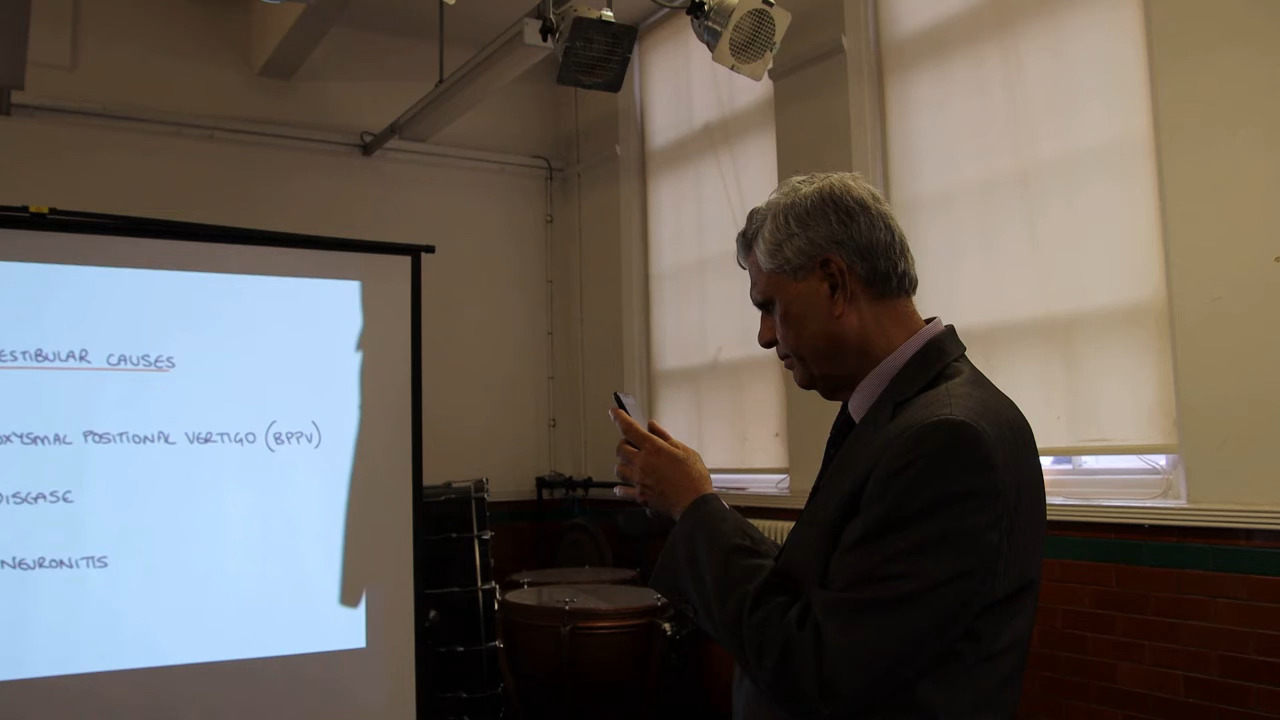 ESTIBULAR CAUSES
OXYSMAL POSITIONAL VERTIGO (BPPV)
DISEASE
NEURONITIS